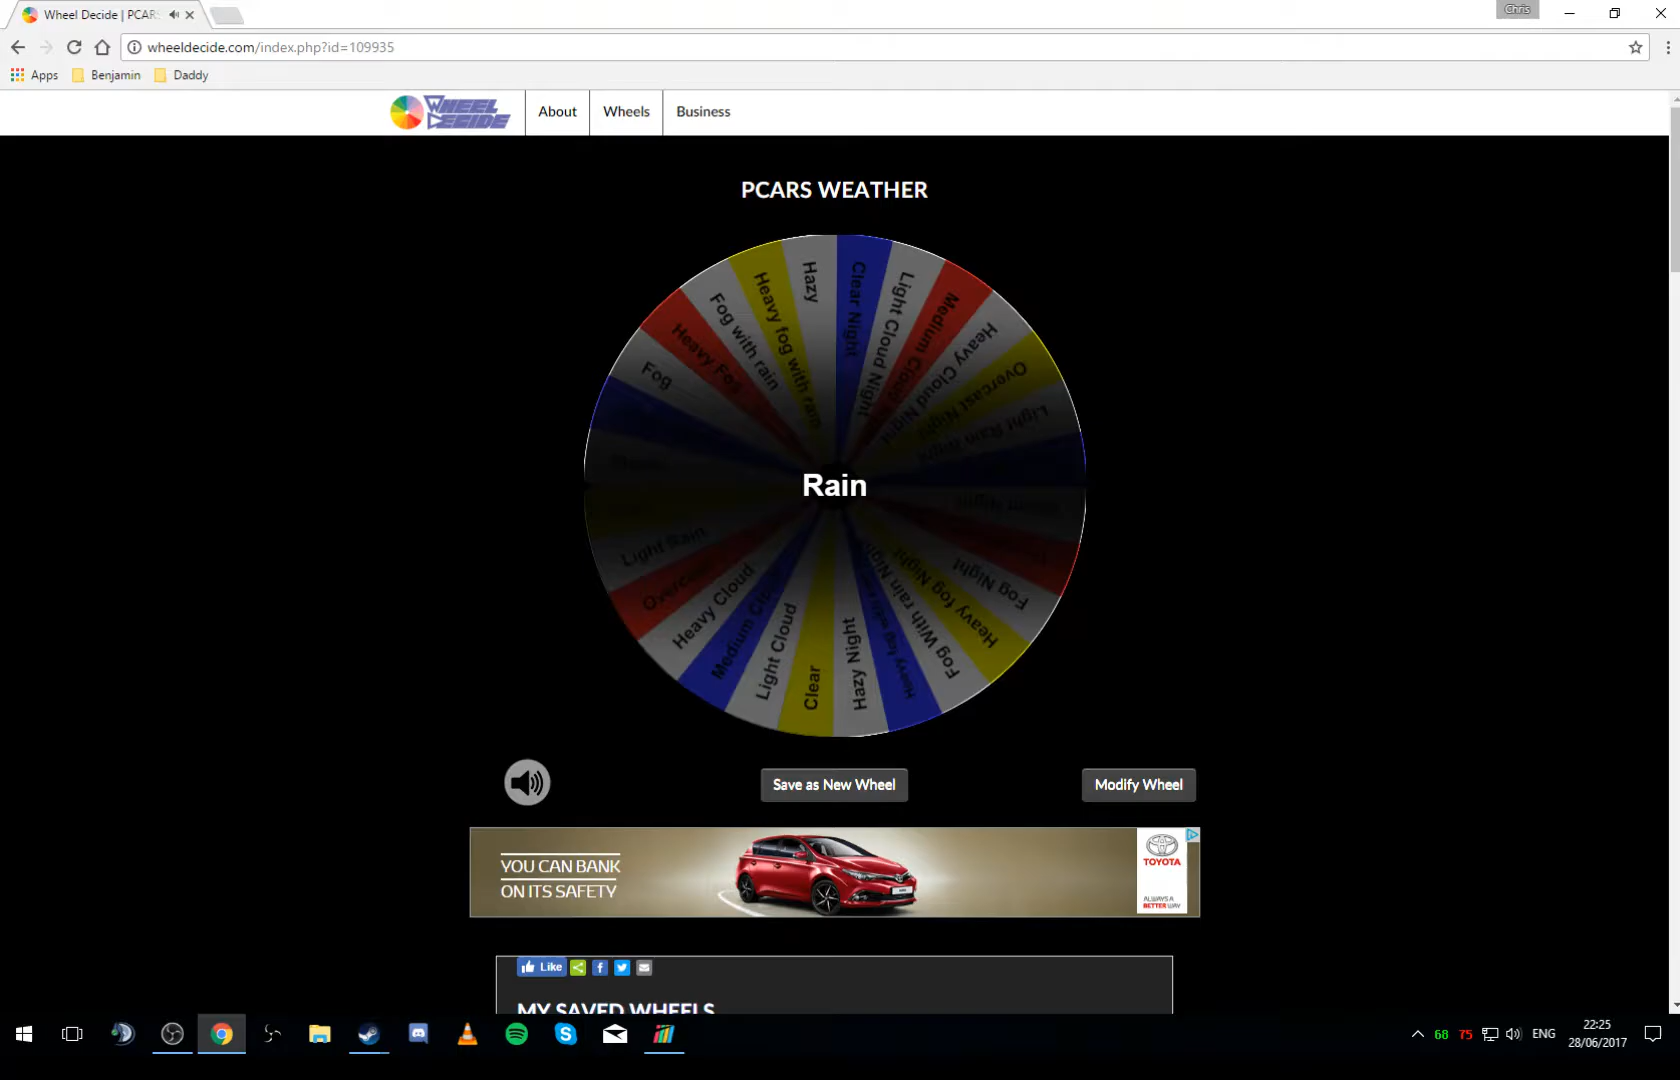 Wheel Decide | PCARS
Chris
wheeldecide.com/index.php?id=109935
Apps
Benjamin
Daddy
WHEEL
DECIDE
About
Wheels
Business
PCARS WEATHER
Hazy
Clear Night
Light Cloud Night
Medium Cloud
Heavy Cloud Night
Overcast Night
Light Rain Night
Fog Night
Heavy fog Night
Fog With rain Night
Heavy fog with
Hazy Night
Clear
Light Cloud
Medium Cloud
Heavy Cloud
Overcast
Light Rain
Fog
Heavy Fog
Fog with rain
Heavy fog with rain
Rain
Save as New Wheel
Modify Wheel
YOU CAN BANK
ON ITS SAFETY
TOYOTA
ALWAYS A
BETTER WAY
Like
MY SAVED WHEELS
68
75
ENG
22:25
28/06/2017